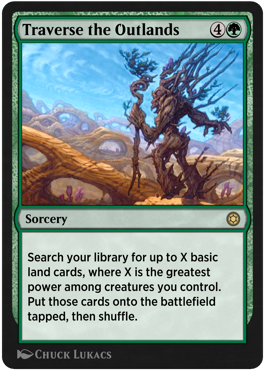 Traverse the Outlands 4
Sorcery
Search your library for up to X basic
land cards, where X is the greatest
power among creatures you control.
Put those cards onto the battlefield
tapped, then shuffle.
CHUCK LUKACS